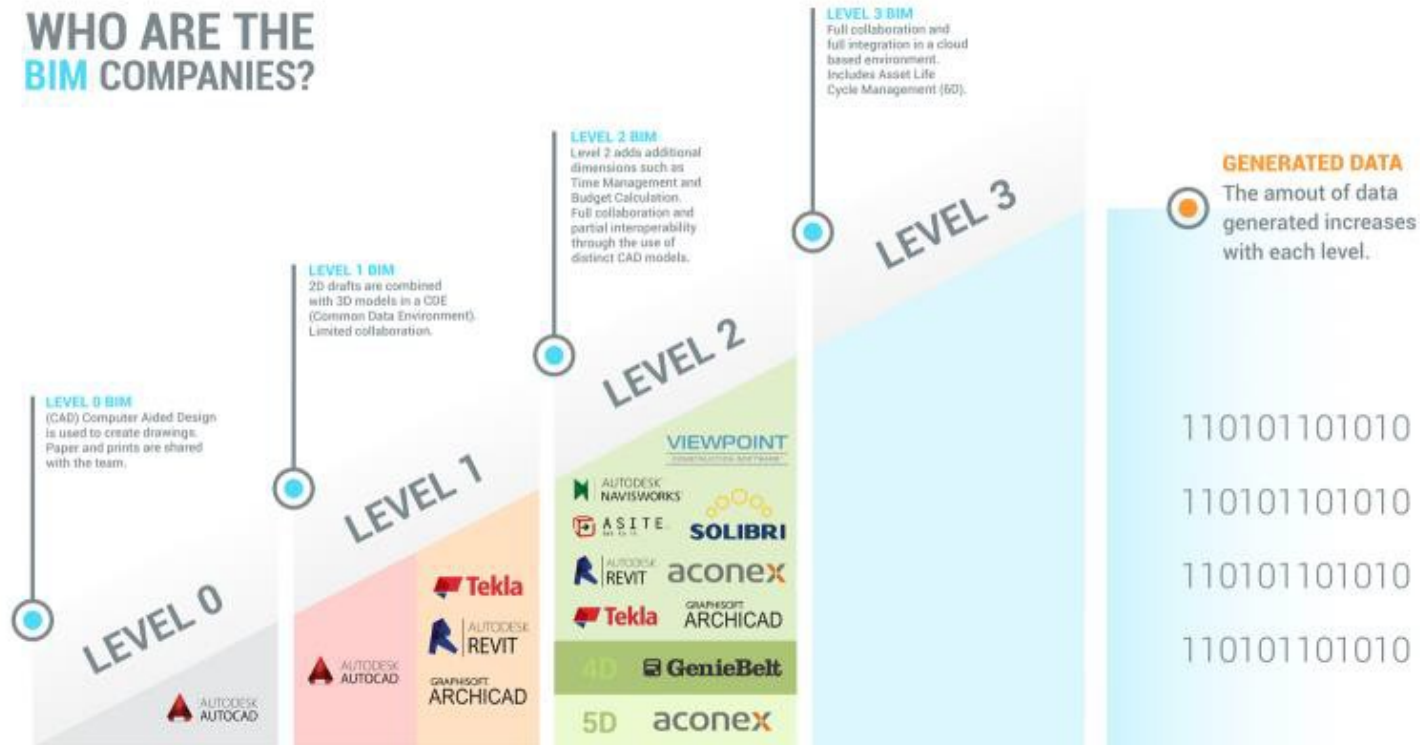 WHO ARE THE
BIM COMPANIES?
LEVEL 0 BIM
(CAD) Computer Aided Design
is used to create drawings.
Paper and prints are shared
with the team.
LEVEL 0
AUTODESK
AUTOCAD
LEVEL 1 BIM
2D drafts are combined
with 3D models in a CDE
(Common Data Environment).
Limited collaboration.
LEVEL 1
AUTODESK
AUTOCAD
Tekla
AUTODESK
REVIT
GRAPHISOFT
ARCHICAD
LEVEL 2 BIM
Level 2 adds additional
dimensions such as
Time Management and
Budget Calculation.
Full collaboration and
partial interoperability
through the use of
distinct CAD models.
LEVEL 2
VIEWPOINT
CONSTRUCTION SOFTWARE
AUTODESK
NAVISWORKS
ASITE
SOLIBRI
AUTODESK
REVIT
aconex
Tekla
GRAPHISOFT
ARCHICAD
4D
GenieBelt
5D
aconex
LEVEL 3 BIM
Full collaboration and
full integration in a cloud
based environment.
Includes Asset Life
Cycle Management (6D).
LEVEL 3
GENERATED DATA
The amout of data
generated increases
with each level.
110101101010
110101101010
110101101010
110101101010